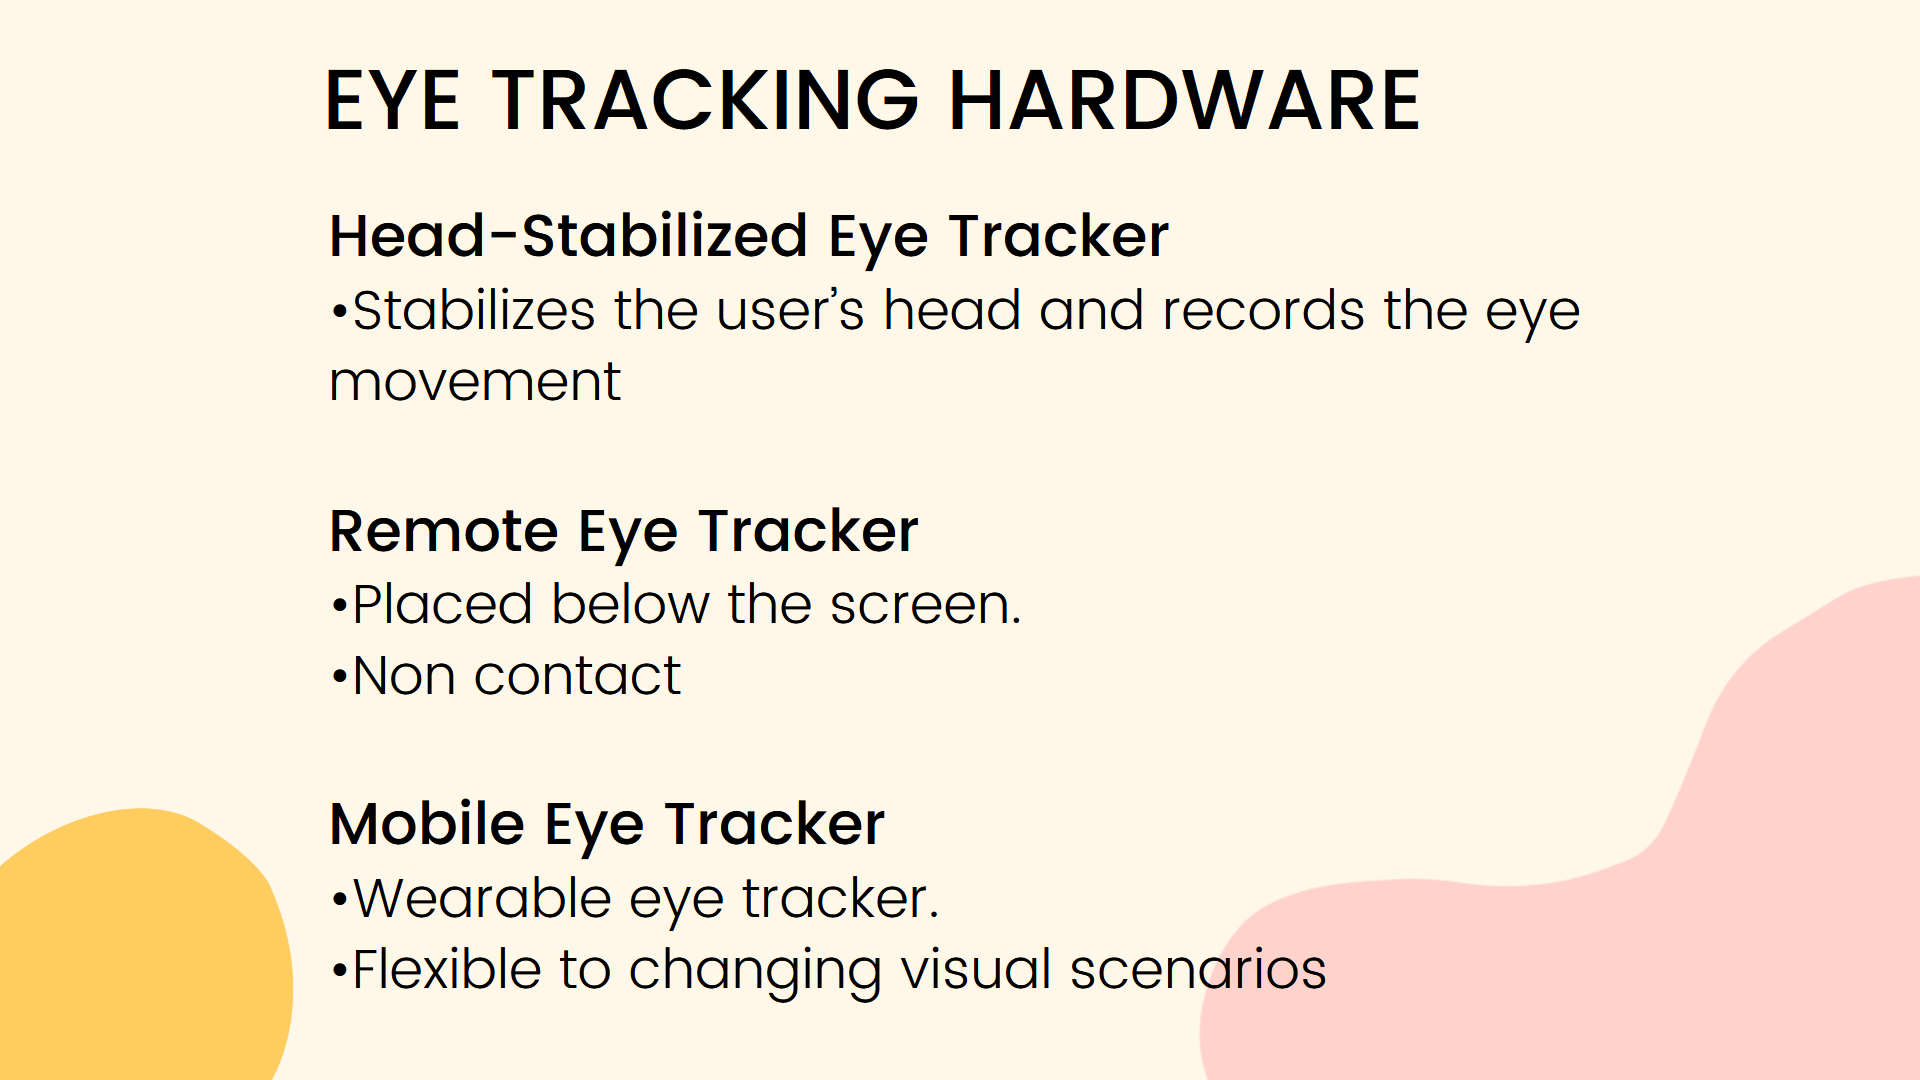 EYE TRACKING HARDWARE
Head-Stabilized Eye Tracker
•Stabilizes the user’s head and records the eye
movement
Remote Eye Tracker
•Placed below the screen.
•Non contact
Mobile Eye Tracker
•Wearable eye tracker.
•Flexible to changing visual scenarios